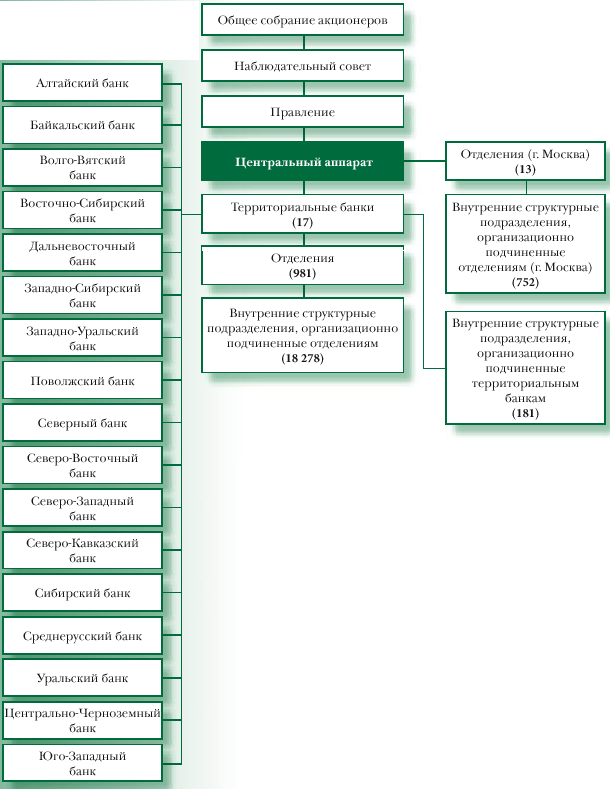 Общее собрание акционеров
Наблюдательный совет
Правление
Центральный аппарат
Территориальные банки
(17)
Отделения
(981)
Внутренние структурные
подразделения, организационно
подчиненные отделениям
(18 278)
Отделения (г. Москва)
(13)
Внутренние структурные
подразделения,
организационно
подчиненные
отделениям (г. Москва)
(752)
Внутренние структурные
подразделения,
организационно
подчиненные
территориальным
банкам
(181)
Алтайский банк
Байкальский банк
Волго-Вятский
банк
Восточно-Сибирский
банк
Дальневосточный
банк
Западно-Сибирский
банк
Западно-Уральский
банк
Поволжский банк
Северный банк
Северо-Восточный
банк
Северо-Западный
банк
Северо-Кавказский
банк
Сибирский банк
Среднерусский банк
Уральский банк
Центрально-Черноземный
банк
Юго-Западный
банк